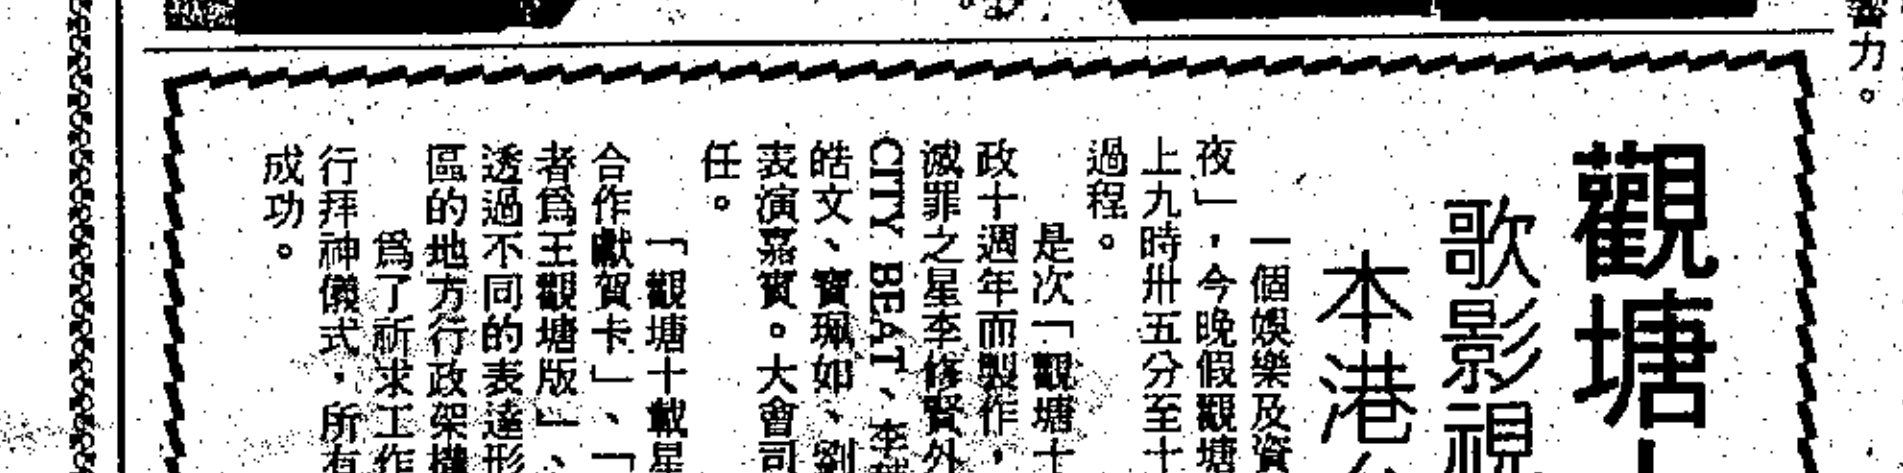 響力。
觀塘
歌影視
本港
一個娛樂及資
夜」，今晚假觀塘
上九時卅五分至十
過程。
是次「觀塘十
政十週年而製作，
滅罪之星李修賢外
CITY BEAT、李
皓文、寶珮如、劉
表演嘉賓。大會司
任。
「觀塘十載星
合作獻賀卡」、「
者爲王觀塘版」、
透過不同的表達形
區的地方行政架構
爲了祈求工作
行拜神儀式，所有
成功。